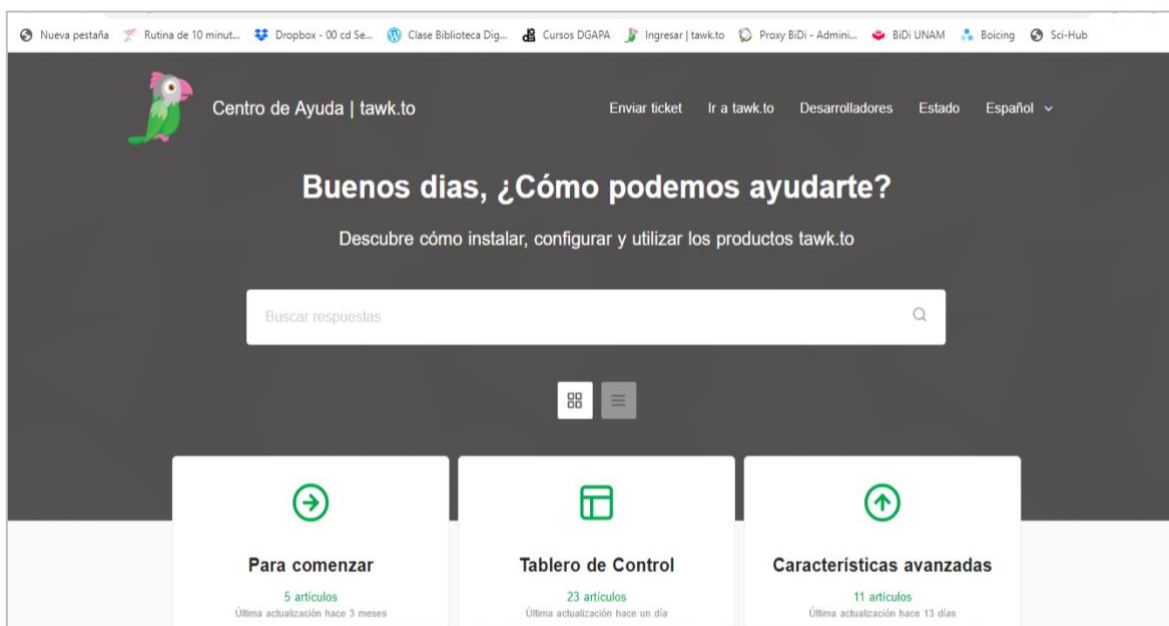 Nueva pestaña Rutina de 10 minut... Dropbox - 00 cd Se... Clase Biblioteca Dig... Cursos DGAPA Ingresar | tawk.to Proxy BiDi - Admini... BiDi UNAM Boicing Sci-Hub
Centro de Ayuda | tawk.to Enviar ticket Ir a tawk.to Desarrolladores Estado Español
Buenos dias, ¿Cómo podemos ayudarte?
Descubre cómo instalar, configurar y utilizar los productos tawk.to
Buscar respuestas
Para comenzar Tablero de Control Características avanzadas
5 artículos 23 artículos 11 artículos
Última actualización hace 3 meses Última actualización hace un día Última actualización hace 13 días